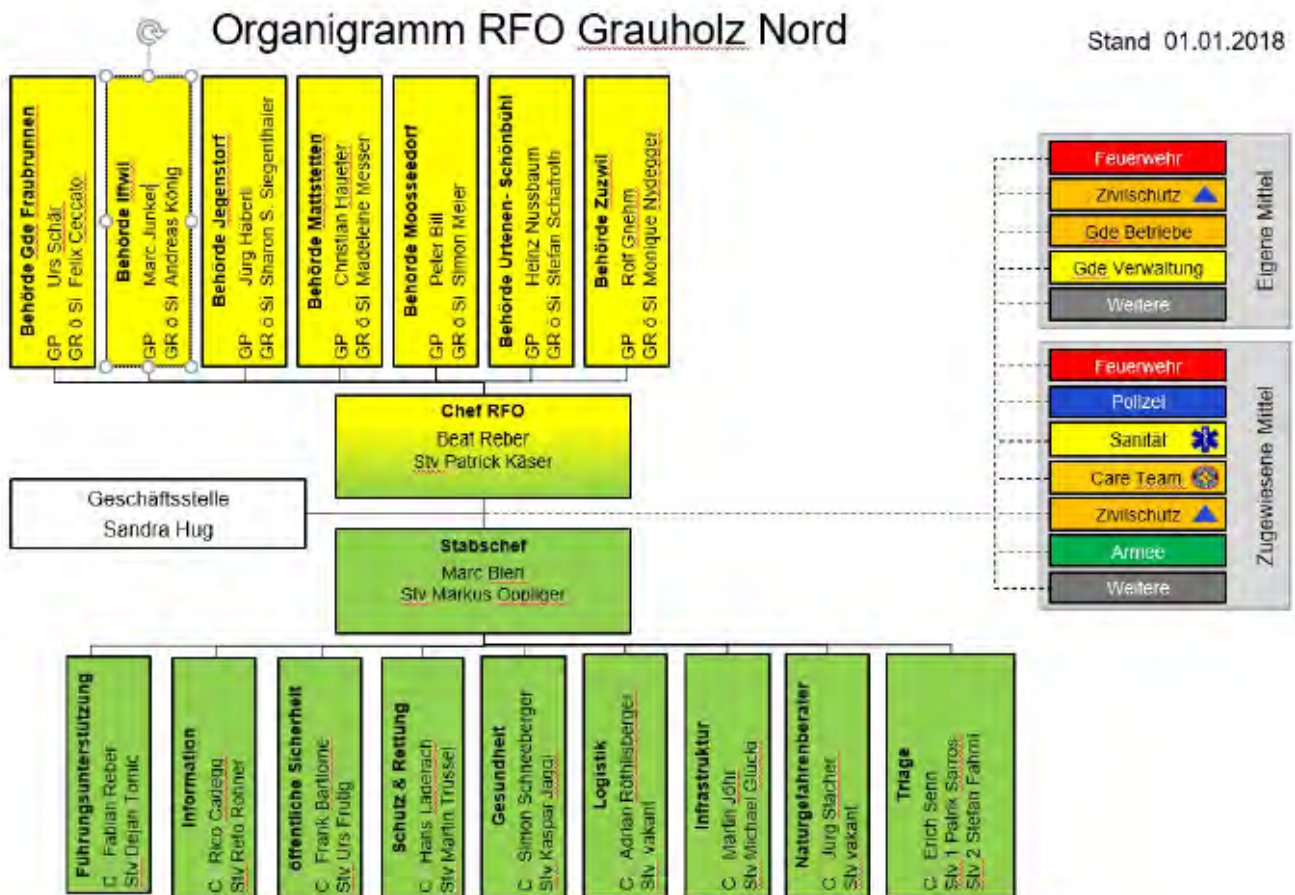 Organigramm RFO Grauholz Nord
Stand 01.01.2018
Behörde Gde Fraubrunnen
GP Urs Schär
GR ö Si Felix Ceccato
Behörde Iffwil
GP Marc Junker
GR ö Si Andreas König
Behörde Jegenstorf
GP Jürg Häberli
GR ö Si Sharon S. Siegenthaler
Behörde Mattstetten
GP Christian Haueter
GR ö Si Madeleine Messer
Behörde Moosseedorf
GP Peter Bill
GR ö Si Simon Meier
Behörde Urtenen- Schönbühl
GP Heinz Nussbaum
GR ö Si Stefan Schafroth
Behörde Zuzwil
GP Rolf Gnehm
GR ö Si Monique Nydegger
Chef RFO
Beat Reber
Stv Patrick Käser
Geschäftsstelle
Sandra Hug
Stabschef
Marc Bieri
Stv Markus Oppliger
Führungsunterstützung
C Fabian Reber
Stv Dejan Tomic
Information
C Rico Cadegg
Stv Reto Rohner
öffentliche Sicherheit
C Frank Bartlome
Stv Urs Frutig
Schutz & Rettung
C Hans Läderach
Stv Martin Trüssel
Gesundheit
C Simon Schneeberger
Stv Kaspar Jaggi
Logistik
C Adrian Röthlisberger
Stv vakant
Infrastruktur
C Martin Jöhr
Stv Michael Glücki
Naturgefahrenberater
C Jürg Stacher
Stv vakant
Triage
C Erich Senn
Stv 1 Patrik Sarros
Stv 2 Stefan Fahrni
Eigene Mittel
Feuerwehr
Zivilschutz
Gde Betriebe
Gde Verwaltung
Weitere
Zugewiesene Mittel
Feuerwehr
Polizei
Sanität
Care Team
Zivilschutz
Armee
Weitere